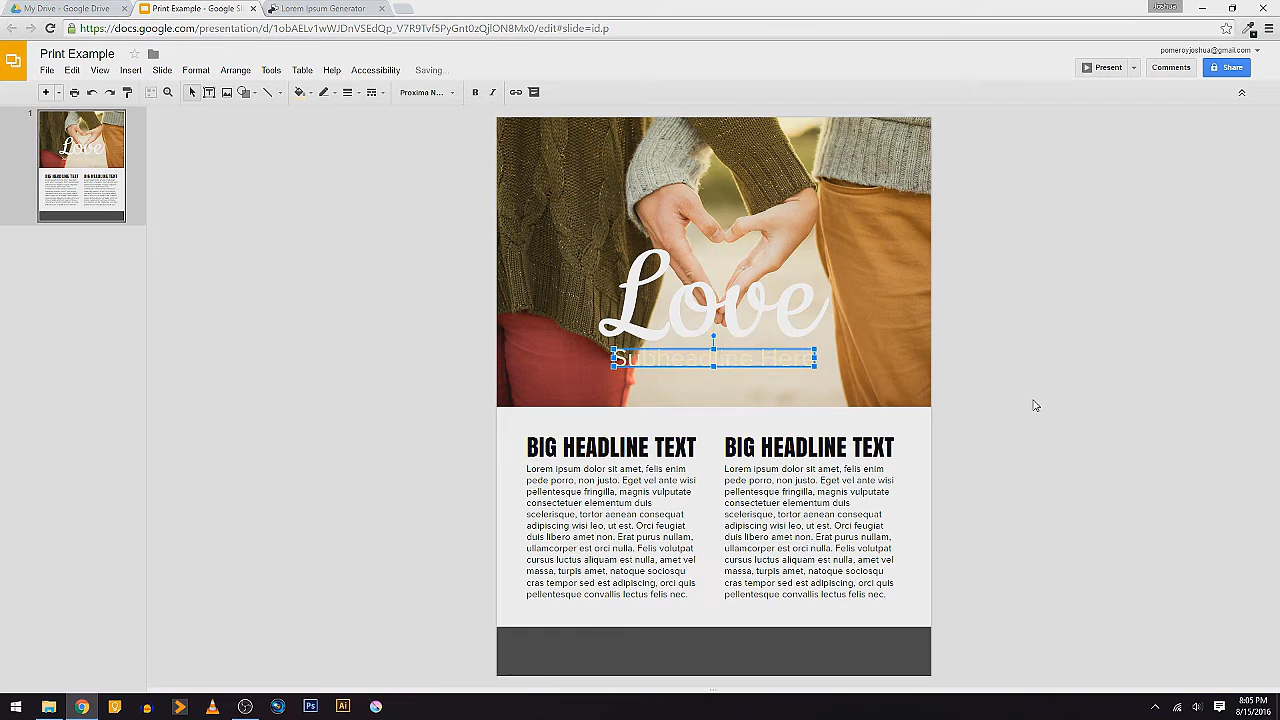 My Drive - Google Drive
Print Example - Google Sl
Lorem Ipsum Generator
Joshua
https://docs.google.com/presentation/d/1obAELv1wWJDnVSEdQp_V7R9Tvf5PyGnt0zQjlON8Mx0/edit#slide=id.p
Print Example
pomeroyjoshua@gmail.com
File Edit View Insert Slide Format Arrange Tools Table Help Accessibility Saving...
Present Comments Share
Proxima N... B I
1
Love
Subheadline Here
BIG HEADLINE TEXT
Lorem ipsum dolor sit amet, felis enim
pede porro, non justo. Eget vel ante wisi
pellentesque fringilla, magnis vulputate
consectetuer elementum duis
scelerisque, tortor aenean consequat
adipiscing wisi leo, ut est. Orci feugiat
duis libero amet non. Erat purus nullam,
ullamcorper est orci nulla. Felis volutpat
cursus luctus aliquam est nulla, amet vel
massa, turpis amet, natoque sociosqu
cras tempor sed est adipiscing, orci quis
pellentesque convallis lectus felis nec.
BIG HEADLINE TEXT
Lorem ipsum dolor sit amet, felis enim
pede porro, non justo. Eget vel ante wisi
pellentesque fringilla, magnis vulputate
consectetuer elementum duis
scelerisque, tortor aenean consequat
adipiscing wisi leo, ut est. Orci feugiat
duis libero amet non. Erat purus nullam,
ullamcorper est orci nulla. Felis volutpat
cursus luctus aliquam est nulla, amet vel
massa, turpis amet, natoque sociosqu
cras tempor sed est adipiscing, orci quis
pellentesque convallis lectus felis nec.
Ps Ai
8:05 PM
8/15/2016